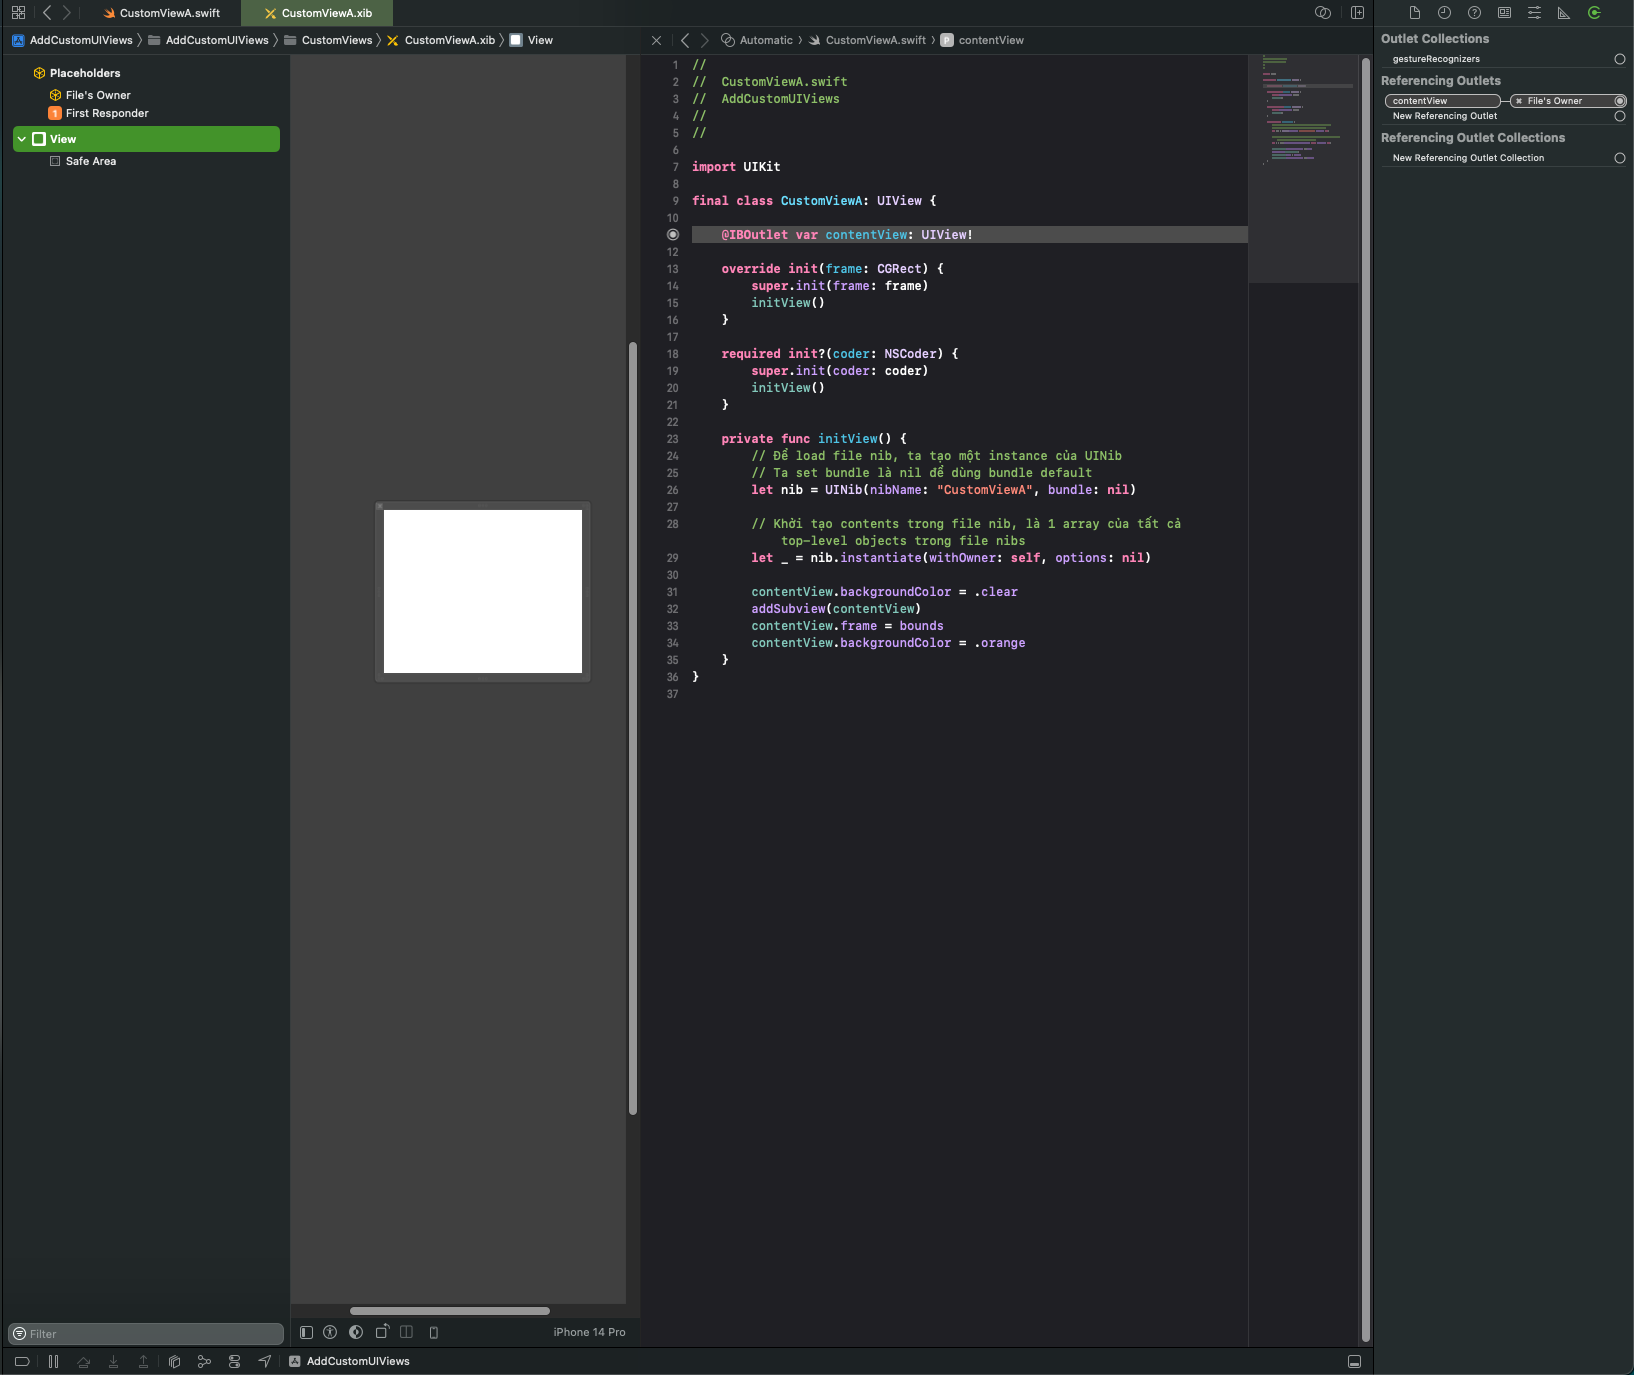 CustomViewA.swift
CustomViewA.xib
AddCustomUIViews
AddCustomUIViews
CustomViews
CustomViewA.xib
View
Automatic
CustomViewA.swift
P
contentView
Placeholders
File's Owner
1
First Responder
View
Safe Area
Filter
iPhone 14 Pro
1 //
2 //  CustomViewA.swift
3 //  AddCustomUIViews
4 //
5 //
6
7 import UIKit
8
9 final class CustomViewA: UIView {
10
@IBOutlet var contentView: UIView!
12
13     override init(frame: CGRect) {
14         super.init(frame: frame)
15         initView()
16     }
17
18     required init?(coder: NSCoder) {
19         super.init(coder: coder)
20         initView()
21     }
22
23     private func initView() {
24         // Để load file nib, ta tạo một instance của UINib
25         // Ta set bundle là nil để dùng bundle default
26         let nib = UINib(nibName: "CustomViewA", bundle: nil)
27
28         // Khởi tạo contents trong file nib, là 1 array của tất cả
top-level objects trong file nibs
29         let _ = nib.instantiate(withOwner: self, options: nil)
30
31         contentView.backgroundColor = .clear
32         addSubview(contentView)
33         contentView.frame = bounds
34         contentView.backgroundColor = .orange
35     }
36 }
37
Outlet Collections
gestureRecognizers
Referencing Outlets
contentView
File's Owner
New Referencing Outlet
Referencing Outlet Collections
New Referencing Outlet Collection
AddCustomUIViews